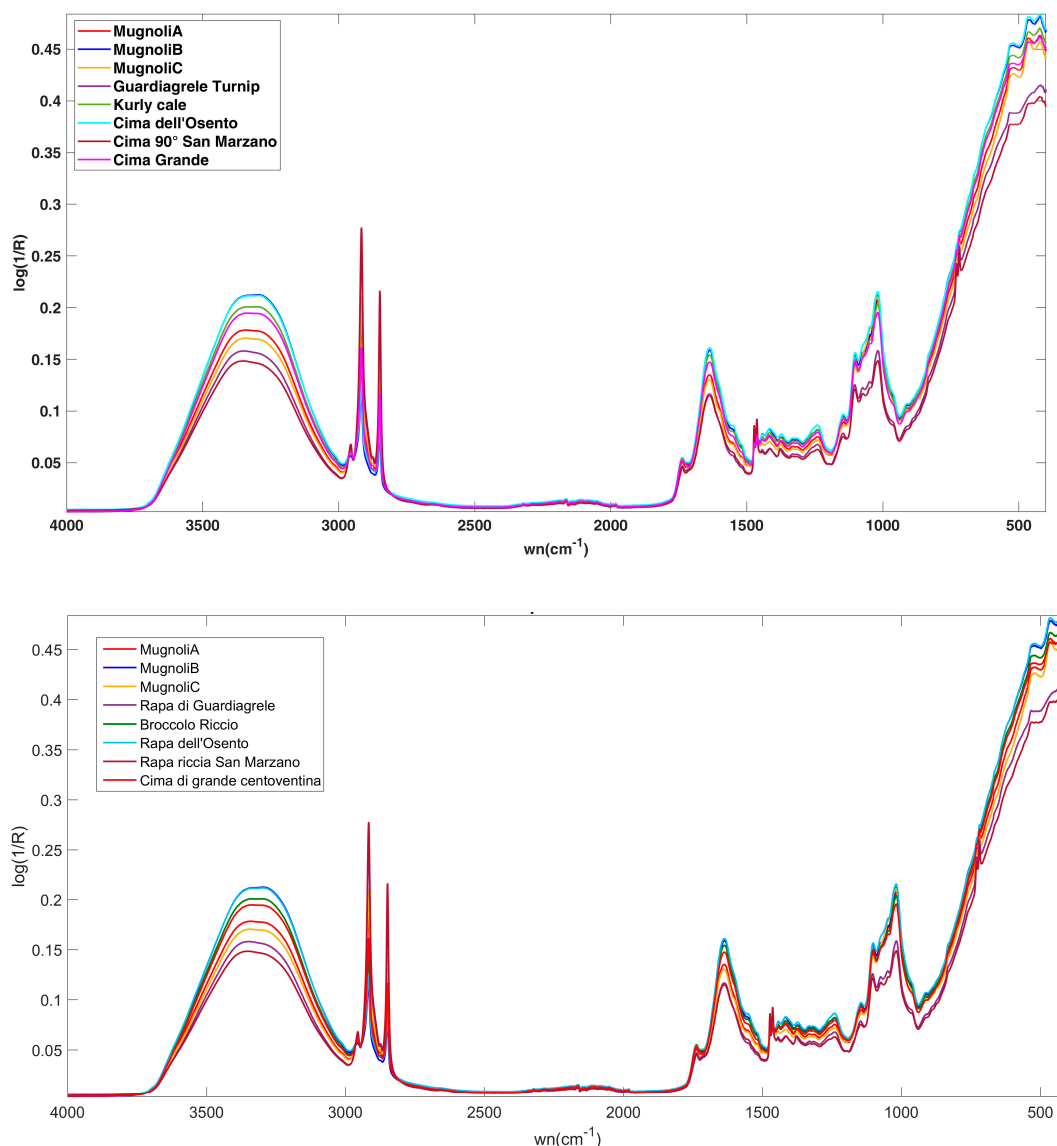 MugnoliA
MugnoliB
MugnoliC
Guardiagrele Turnip
Kurly cale
Cima dell'Osento
Cima 90° San Marzano
Cima Grande
0.45
0.4
0.35
0.3
0.25
0.2
0.15
0.1
0.05
log(1/R)
4000 3500 3000 2500 2000 1500 1000 500
wn(cm⁻¹)
MugnoliA
MugnoliB
MugnoliC
Rapa di Guardiagrele
Broccolo Riccio
Rapa dell'Osento
Rapa riccia San Marzano
Cima di grande centoventina
0.45
0.4
0.35
0.3
0.25
0.2
0.15
0.1
0.05
log(1/R)
4000 3500 3000 2500 2000 1500 1000 500
wn(cm⁻¹)